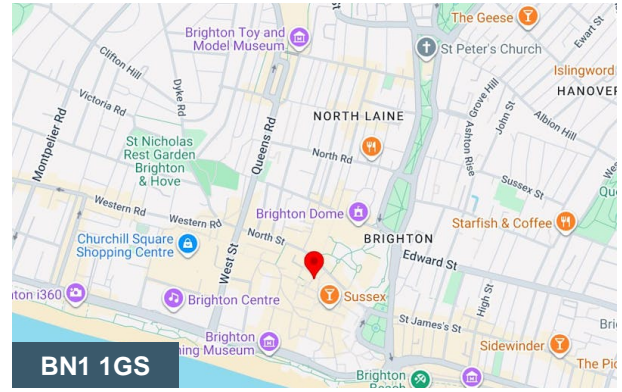 The Geese
Brighton Toy and
Model Museum
St Peter's Church
Ewart St
Clifton Hill
Islingword
HANOVER
Dyke Rd
Victoria Rd
Montpelier Rd
Queens Rd
NORTH LAINE
Grove Hill
John St
Ashton Rise
Albion Hill
St Nicholas
Rest Garden
Brighton
& Hove
North Rd
Sussex St
Western Rd
Western Rd
Brighton Dome
Starfish & Coffee
North St
BRIGHTON
Churchill Square
Shopping Centre
West St
Edward St
ton i360
Brighton Centre
Sussex
High St
St James's St
Brighton
ning Museum
Sidewinder
BN1 1GS
Brighton